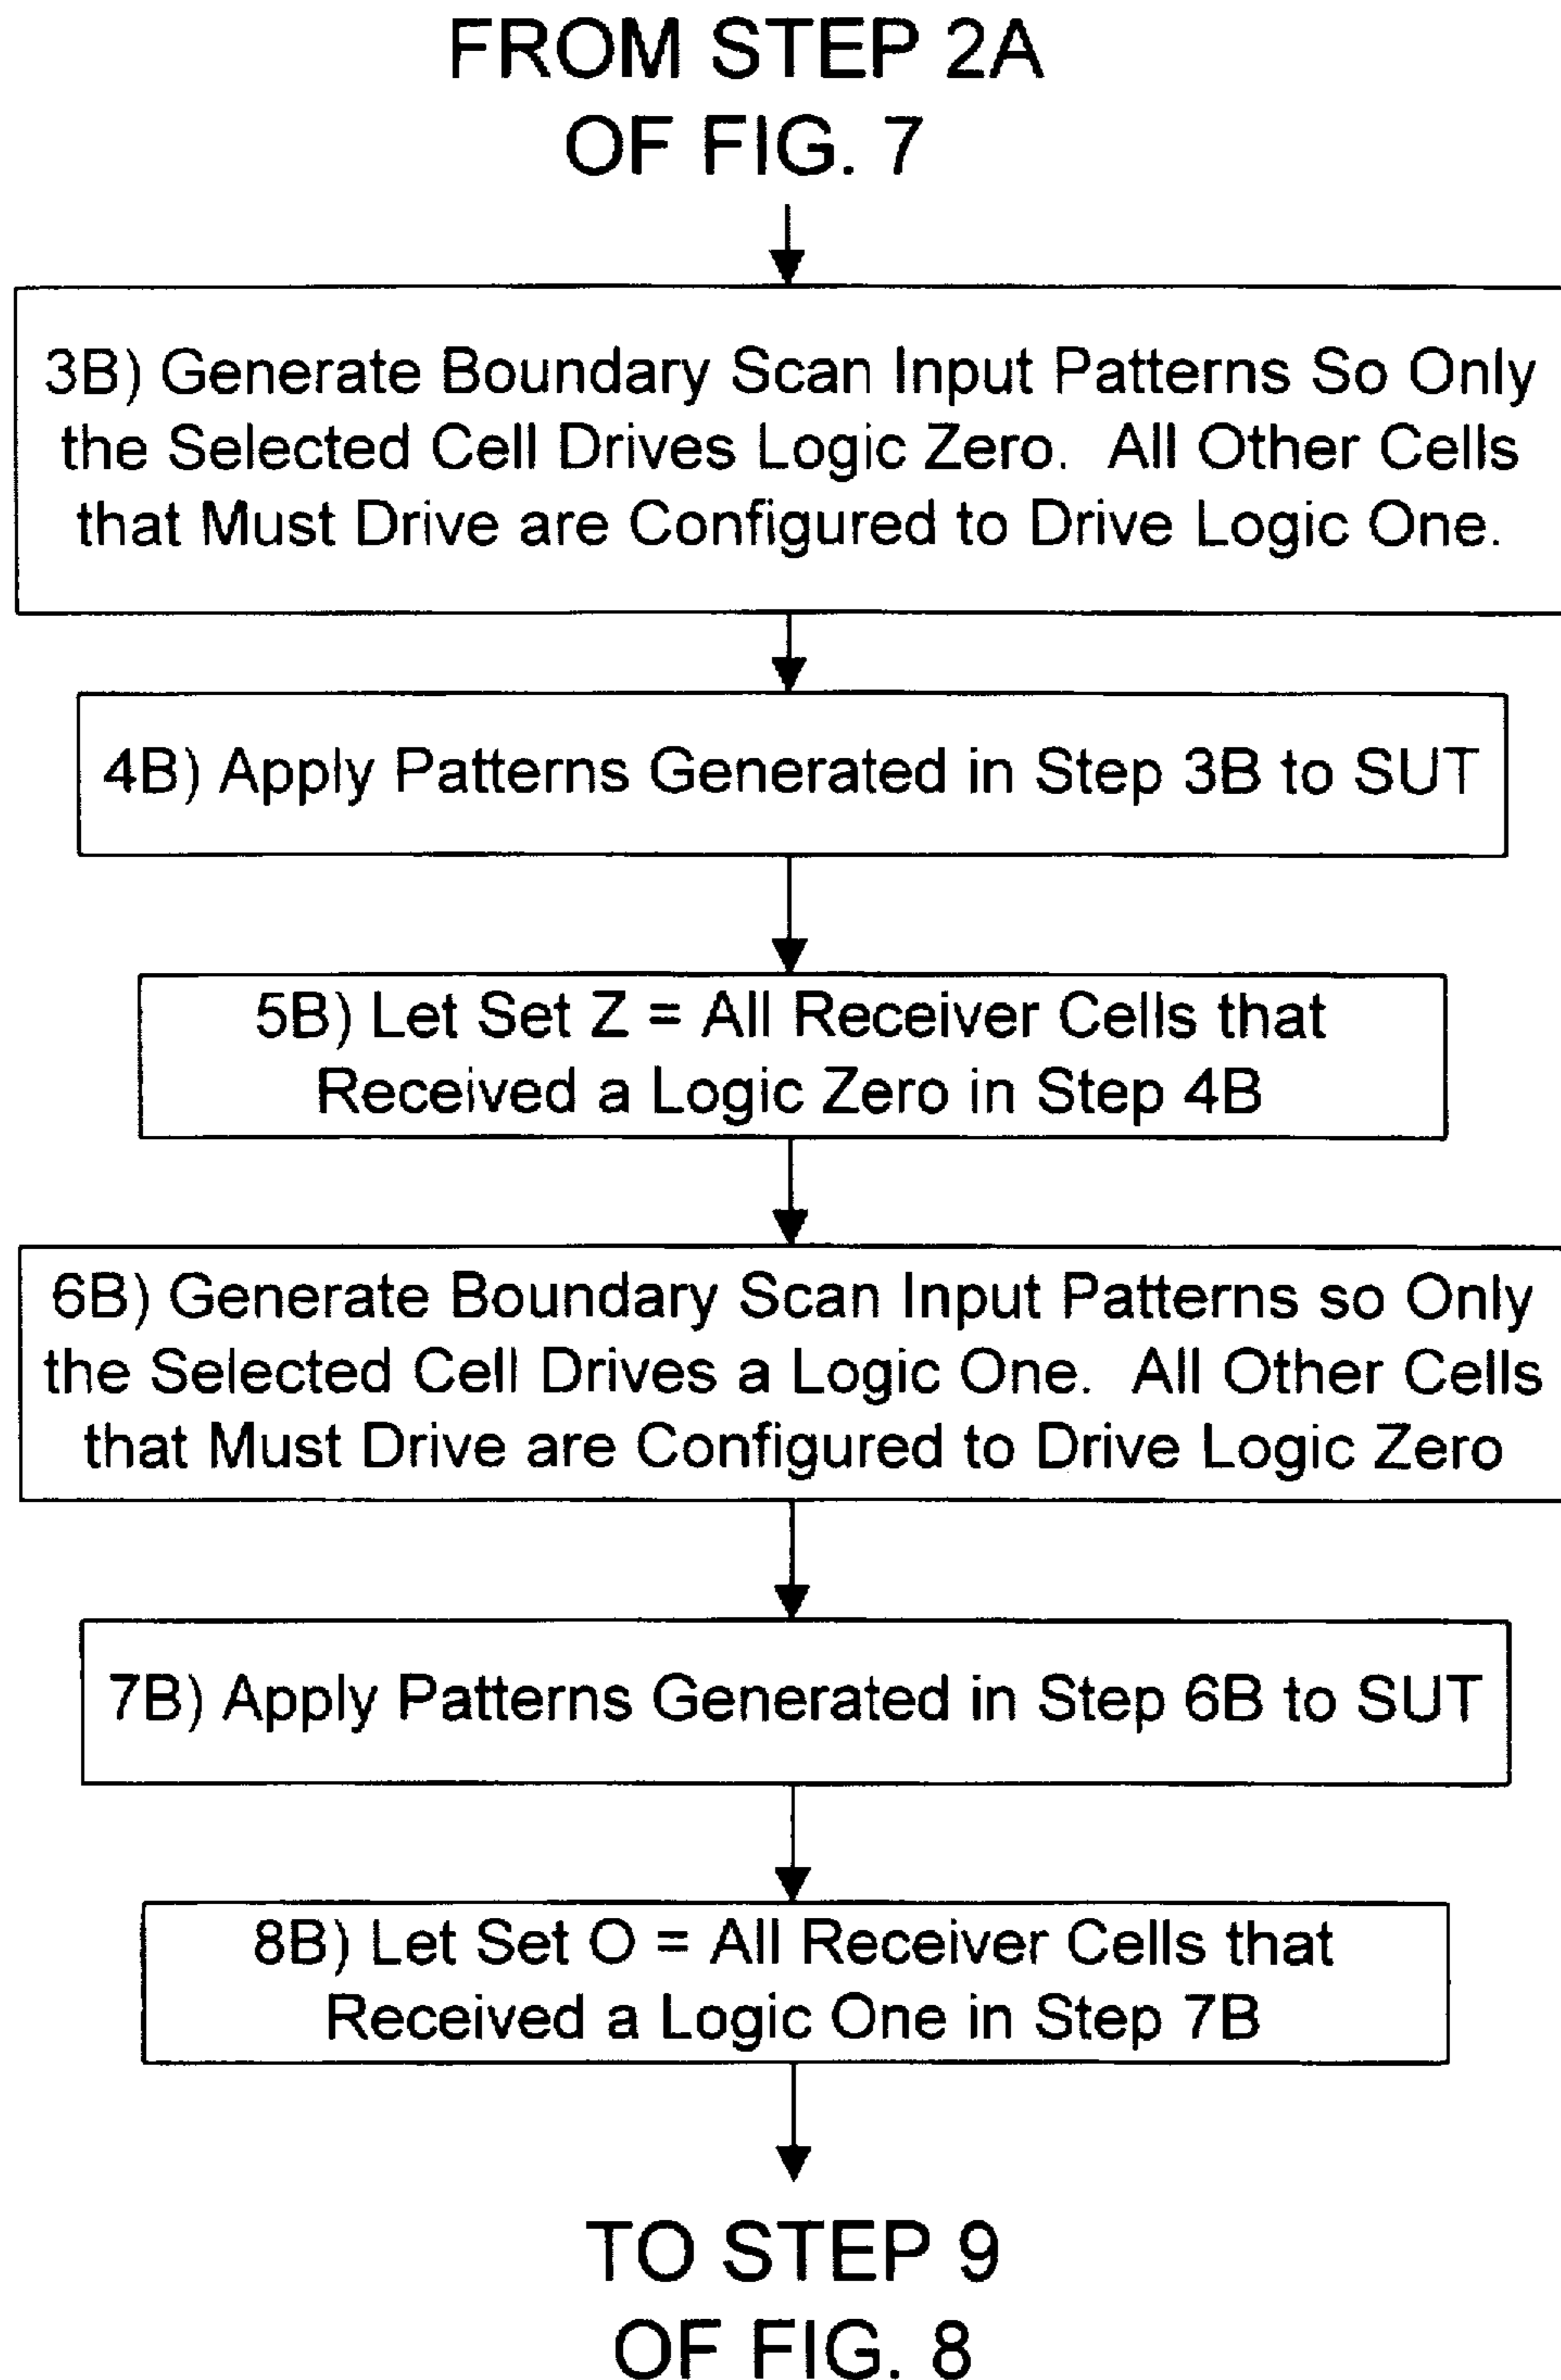 FROM STEP 2A
OF FIG. 7
3B) Generate Boundary Scan Input Patterns So Only
the Selected Cell Drives Logic Zero. All Other Cells
that Must Drive are Configured to Drive Logic One.
4B) Apply Patterns Generated in Step 3B to SUT
5B) Let Set Z = All Receiver Cells that
Received a Logic Zero in Step 4B
6B) Generate Boundary Scan Input Patterns so Only
the Selected Cell Drives a Logic One. All Other Cells
that Must Drive are Configured to Drive Logic Zero
7B) Apply Patterns Generated in Step 6B to SUT
8B) Let Set O = All Receiver Cells that
Received a Logic One in Step 7B
TO STEP 9
OF FIG. 8